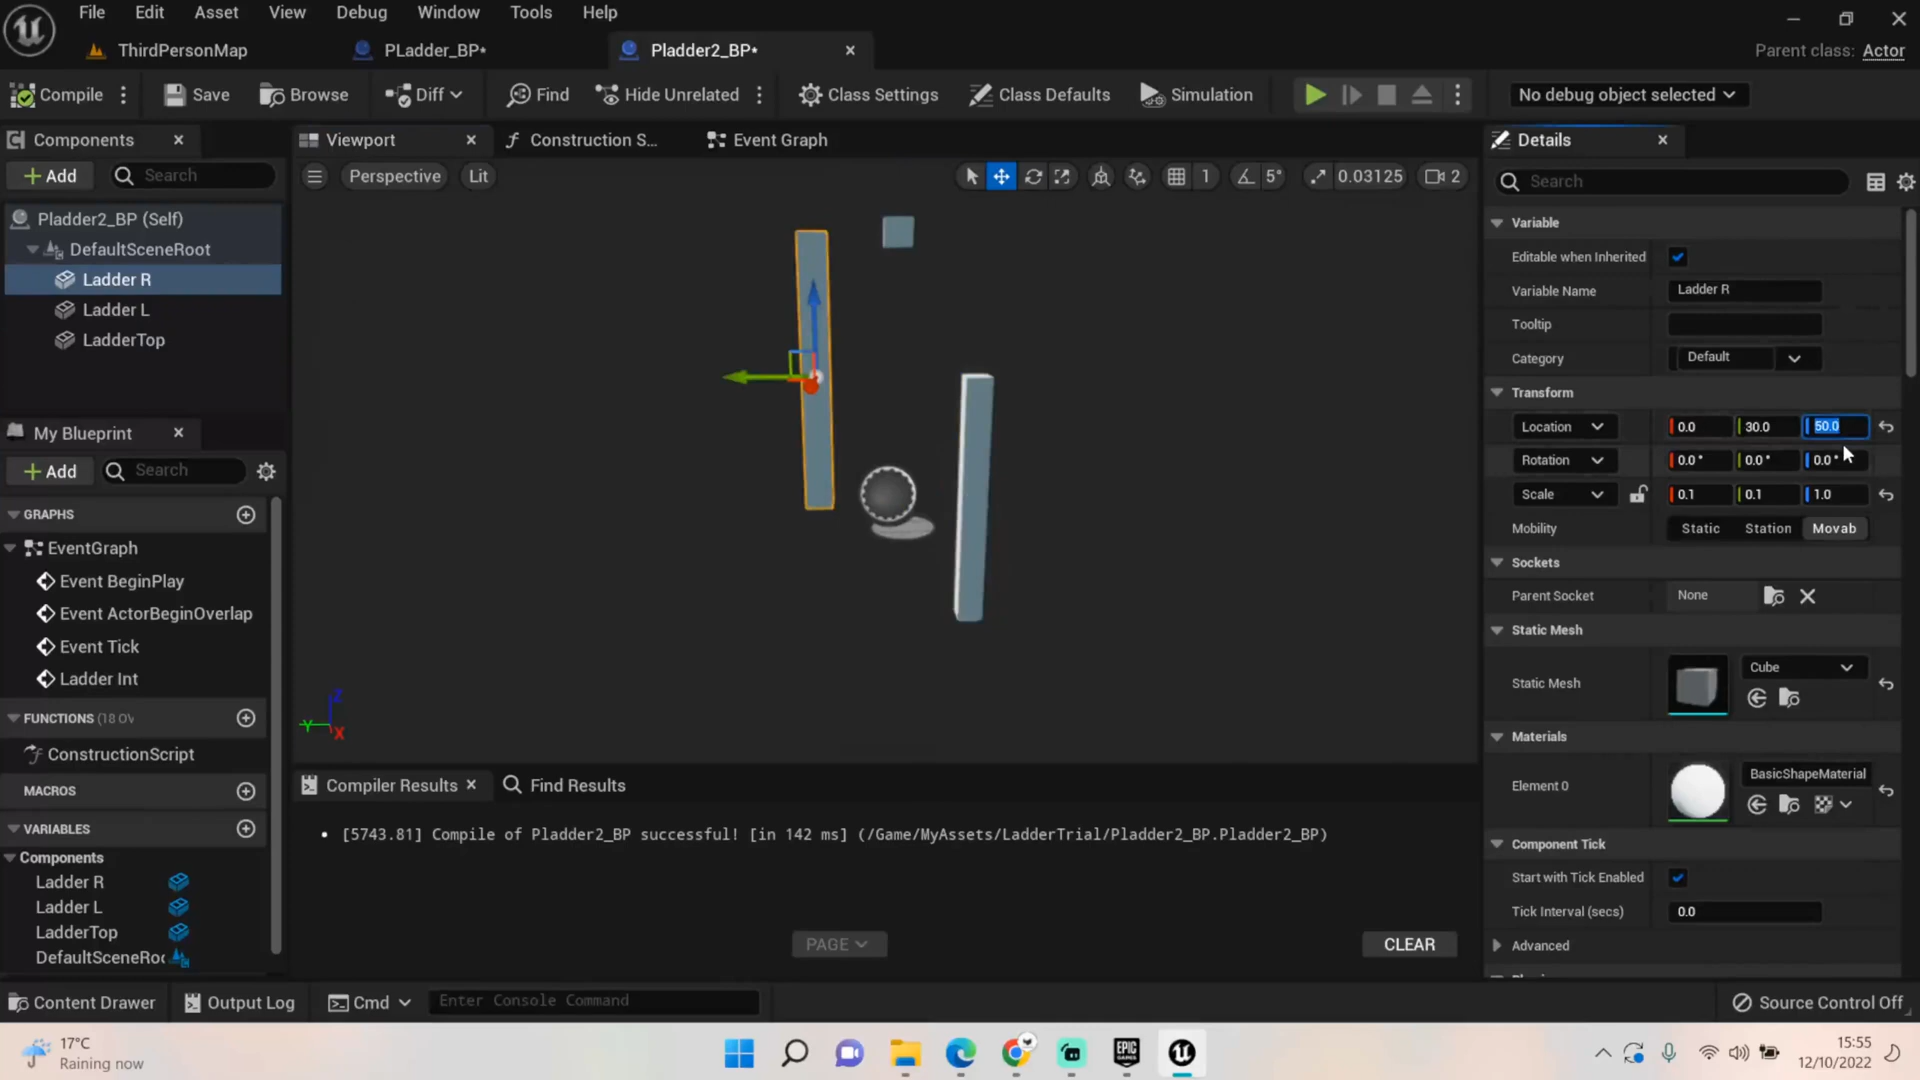 File Edit Asset View Debug Window Tools Help
ThirdPersonMap PLadder_BP* Pladder2_BP* Parent class: Actor
Compile Save Browse Diff Find Hide Unrelated Class Settings Class Defaults Simulation No debug object selected
Components Viewport Construction S... Event Graph Details
Add Search Perspective Lit 1 5° 0.03125 2 Search
Pladder2_BP (Self)
DefaultSceneRoot
Ladder R
Ladder L
LadderTop
Variable
Editable when Inherited
Variable Name Ladder R
Tooltip
Category Default
Transform
Location 0.0 30.0 50.0
Rotation 0.0° 0.0° 0.0°
Scale 0.1 0.1 1.0
Mobility Static Station Movab
Sockets
Parent Socket None
Static Mesh
Static Mesh Cube
Materials
Element 0 BasicShapeMaterial
Component Tick
Start with Tick Enabled
Tick Interval (secs) 0.0
Advanced
My Blueprint
Add Search
GRAPHS
EventGraph
Event BeginPlay
Event ActorBeginOverlap
Event Tick
Ladder Int
FUNCTIONS (18 OV
ConstructionScript
MACROS
VARIABLES
Components
Ladder R
Ladder L
LadderTop
DefaultSceneRoo
Z
Y
X
Compiler Results Find Results
• [5743.81] Compile of Pladder2_BP successful! [in 142 ms] (/Game/MyAssets/LadderTrial/Pladder2_BP.Pladder2_BP)
PAGE CLEAR
Content Drawer Output Log Cmd Enter Console Command Source Control Off
17°C
Raining now
EPIC GAMES
15:55
12/10/2022